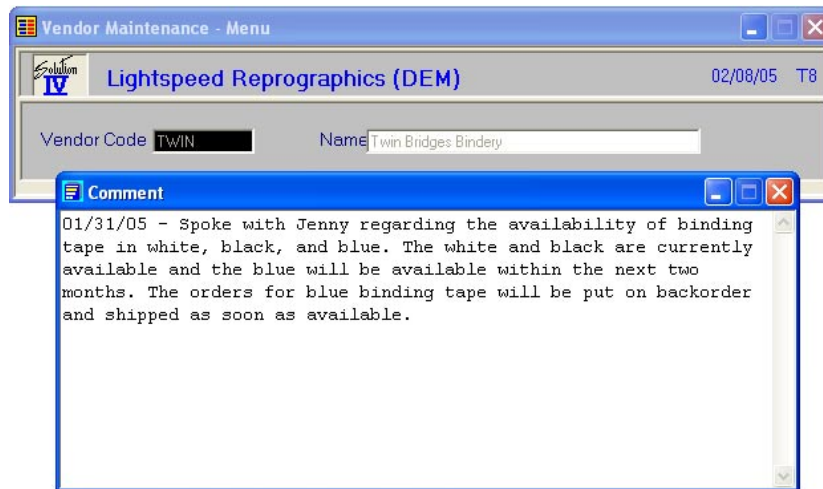 Vendor Maintenance - Menu
Solution
IV
Lightspeed Reprographics (DEM)
02/08/05 T8
Vendor Code TWIN Name Twin Bridges Bindery
Comment
01/31/05 - Spoke with Jenny regarding the availability of binding
tape in white, black, and blue. The white and black are currently
available and the blue will be available within the next two
months. The orders for blue binding tape will be put on backorder
and shipped as soon as available.